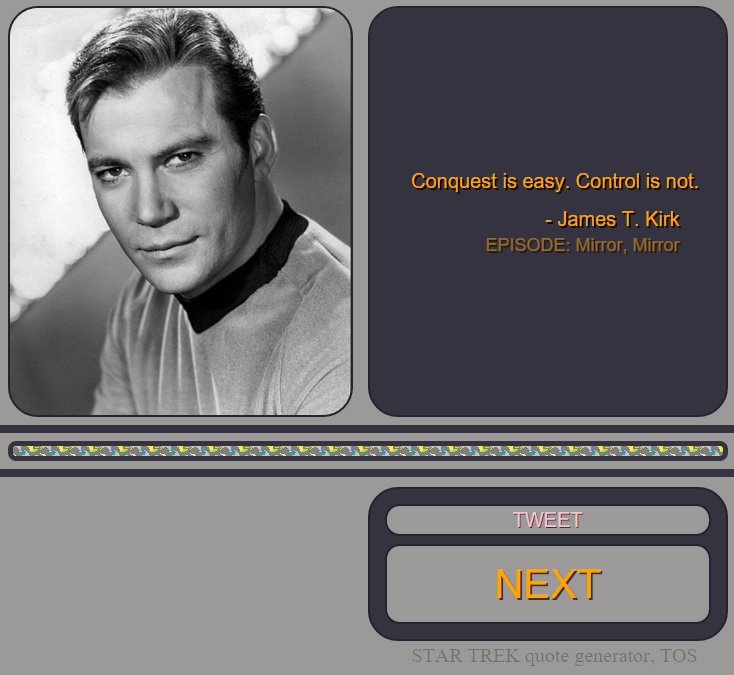 Conquest is easy. Control is not.
- James T. Kirk
EPISODE: Mirror, Mirror
TWEET
NEXT
STAR TREK quote generator, TOS